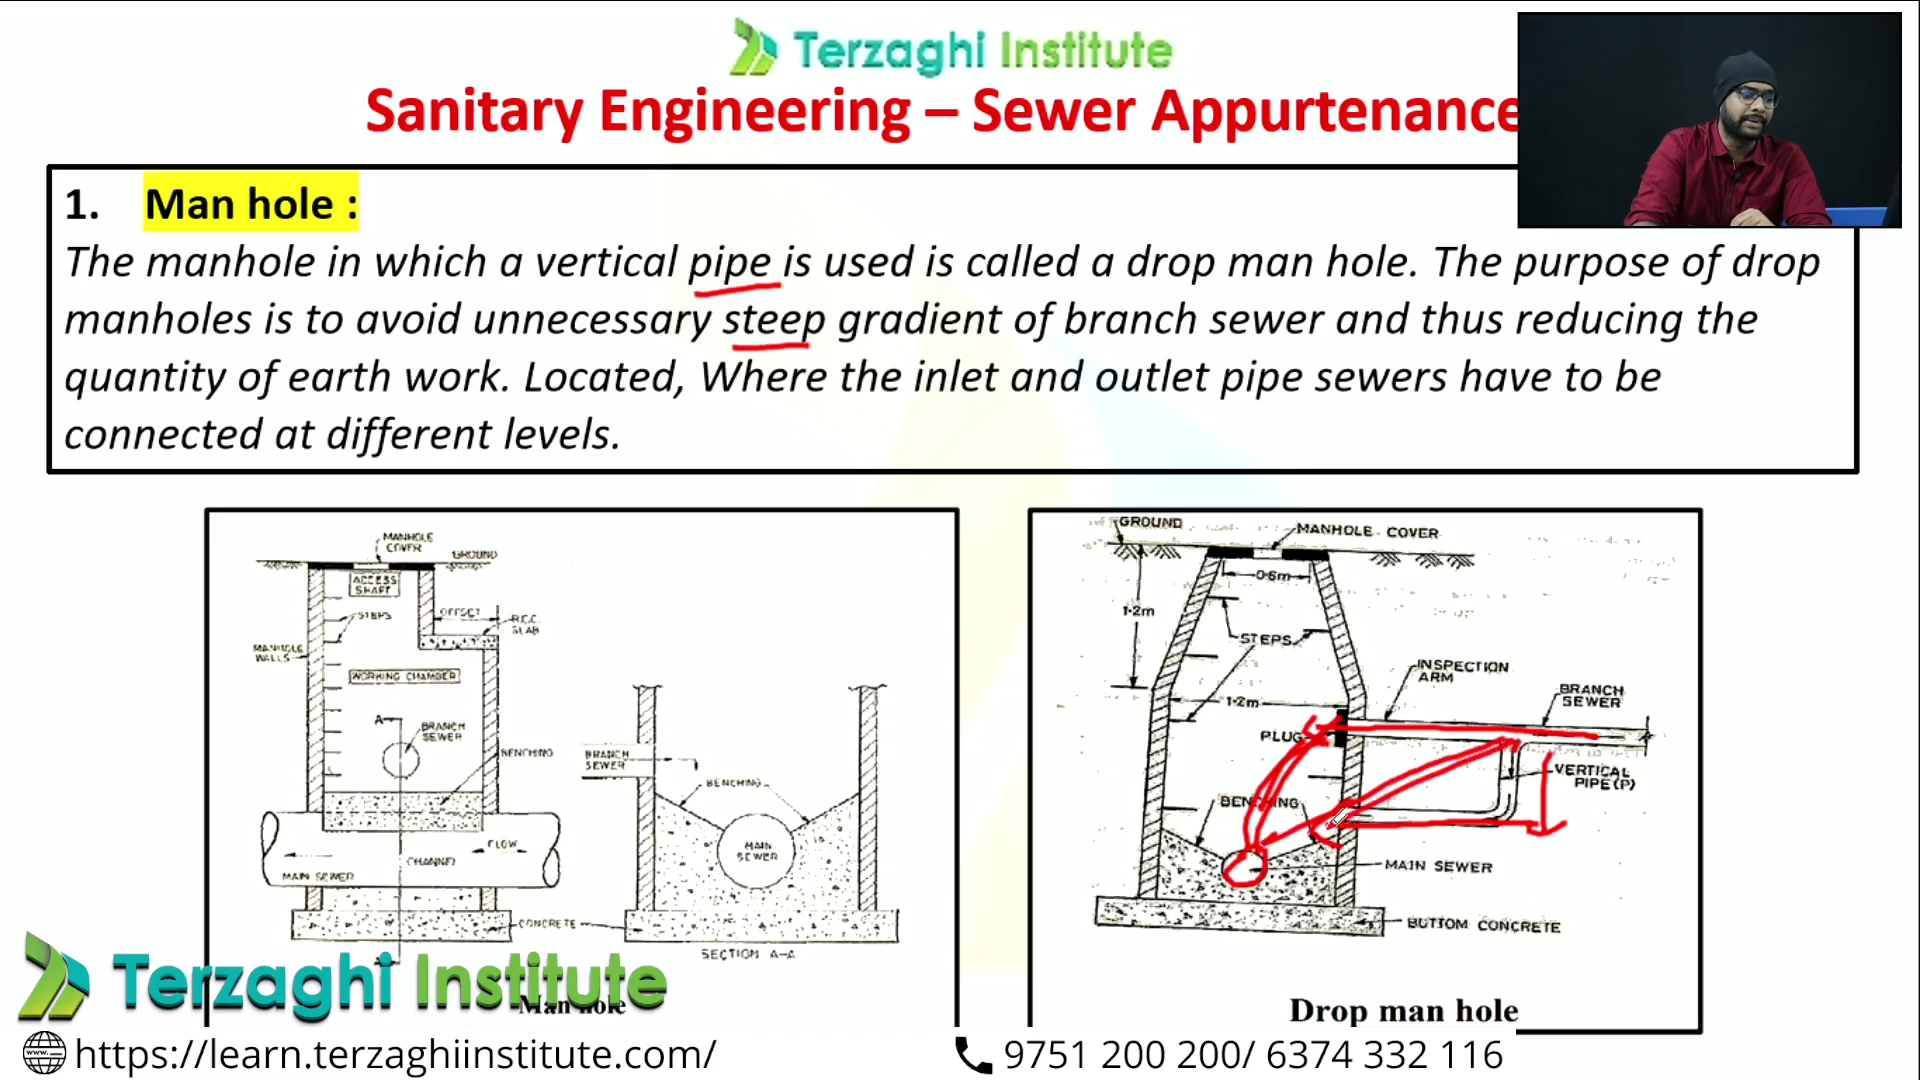 Terzaghi Institute
Sanitary Engineering – Sewer Appurtenance
1. Man hole :
The manhole in which a vertical pipe is used is called a drop man hole. The purpose of drop
manholes is to avoid unnecessary steep gradient of branch sewer and thus reducing the
quantity of earth work. Located, Where the inlet and outlet pipe sewers have to be
connected at different levels.
MANHOLE
COVER
GROUND
ACCESS
SHAFT
STEPS
OFFSET
R.C.C.
SLAB
MANHOLE
WALLS
WORKING CHAMBER
A
BRANCH
SEWER
BENCHING
FLOW
CHANNEL
MAIN SEWER
CONCRETE
BRANCH
SEWER
BENCHING
MAIN
SEWER
SECTION A-A
Man hole
GROUND
MANHOLE COVER
0.6m
1.2m
STEPS
INSPECTION
ARM
BRANCH
SEWER
1.2m
PLUG
VERTICAL
PIPE(P)
BENCHING
MAIN SEWER
BUTTOM CONCRETE
Drop man hole
Terzaghi Institute
www...
https://learn.terzaghiinstitute.com/
9751 200 200/ 6374 332 116